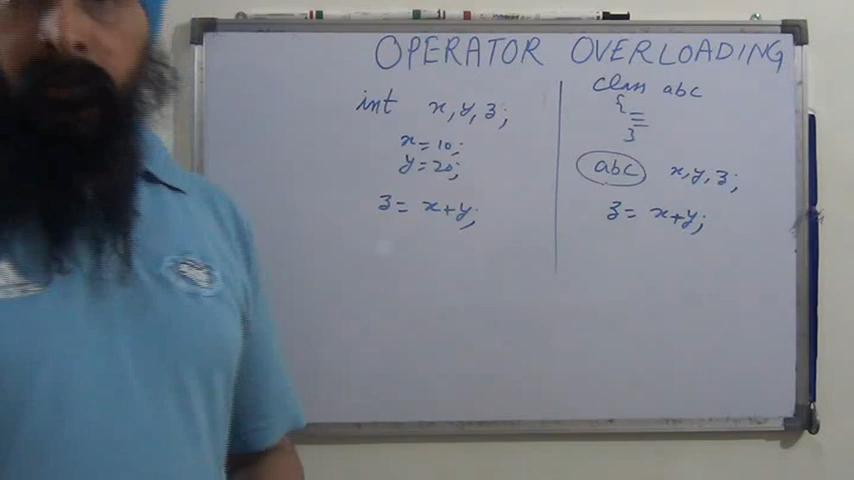 OPERATOR OVERLOADING
int x,y,z;
x=10;
y=20;
z= x+y;
class abc
{
=
}
abc x,y,z;
z= x+y;